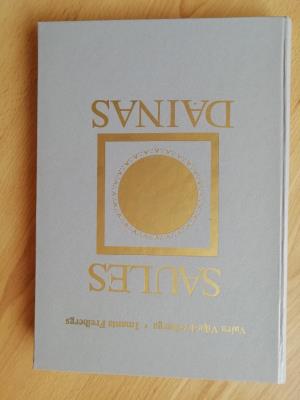 Vaira Vīķe-Freiberga • Imants Freibergs
SAULES
DAINAS